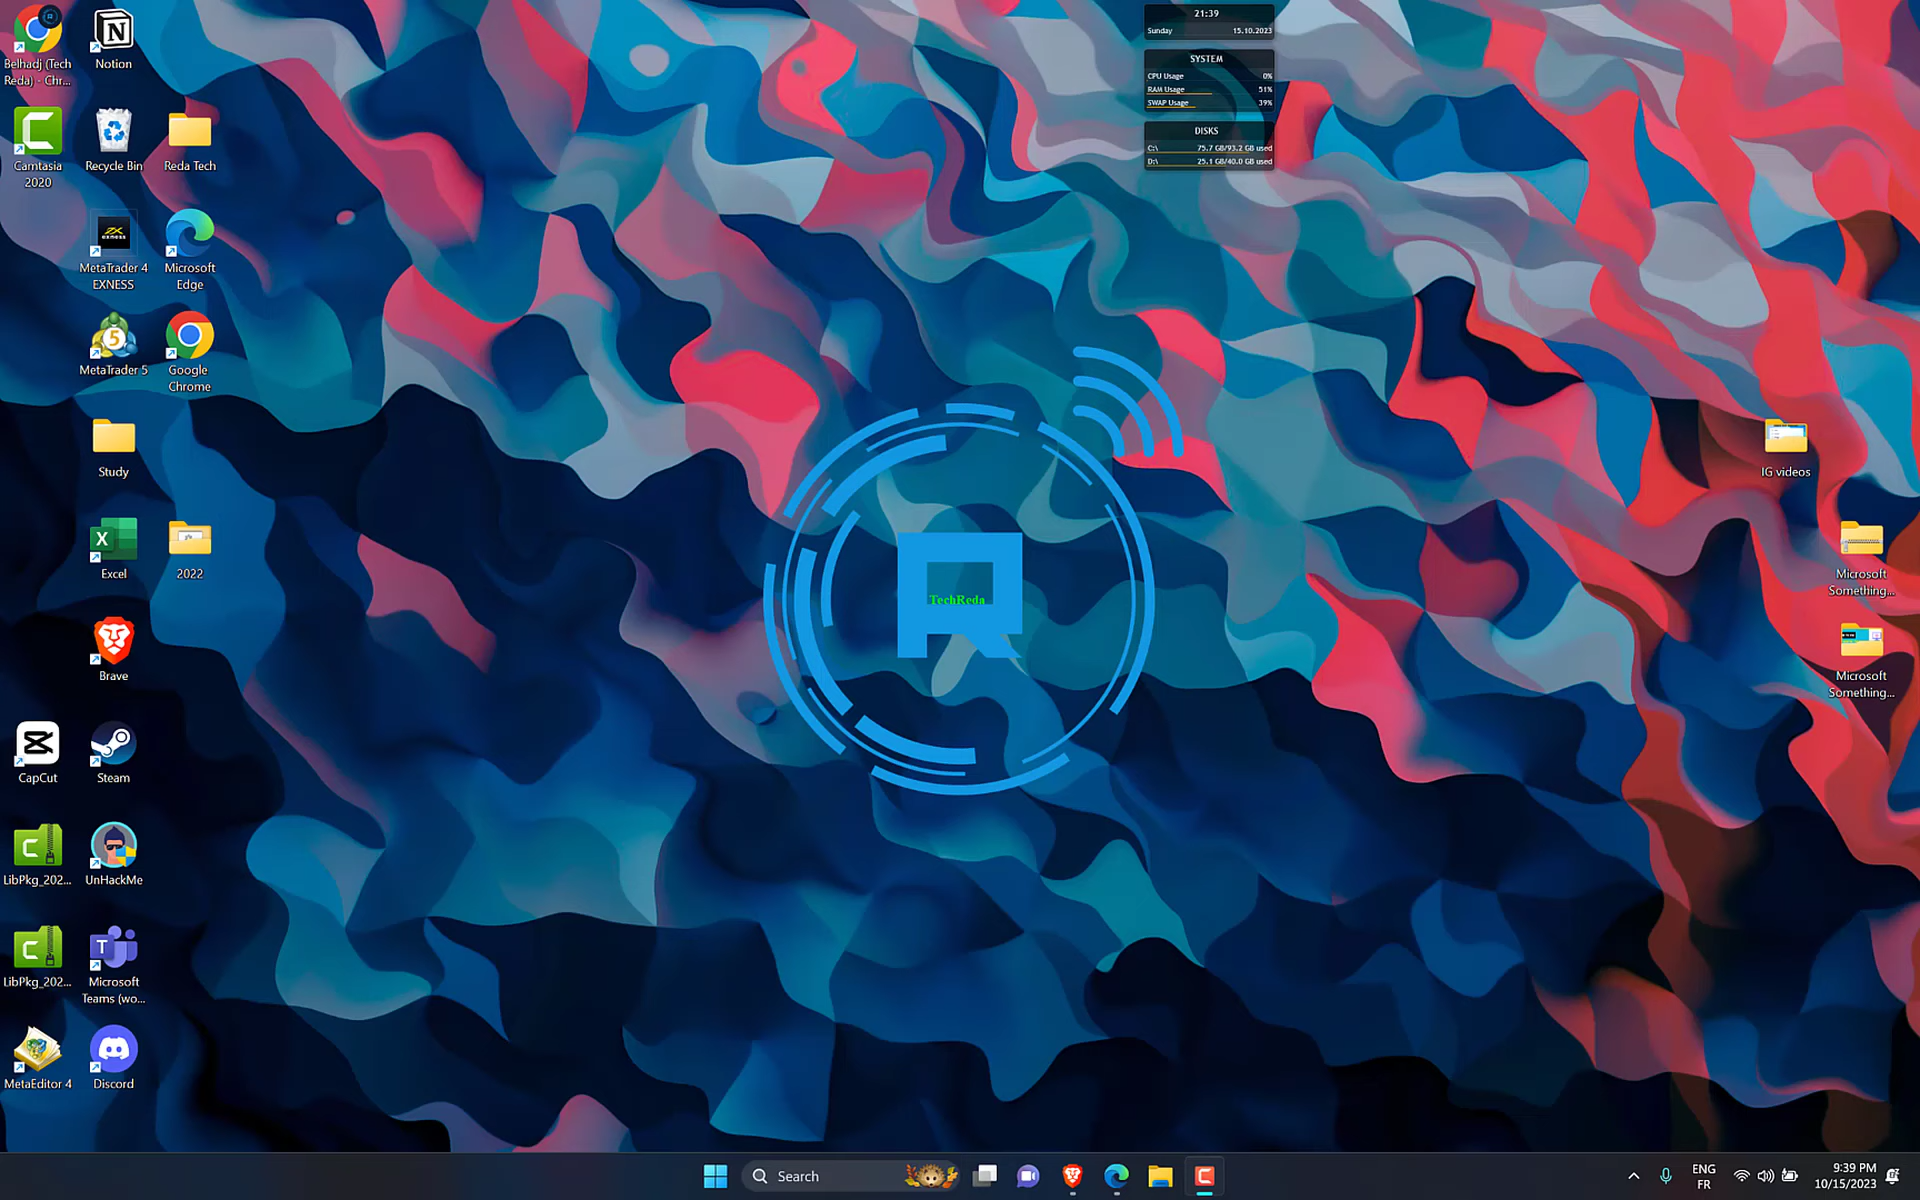 21:39
Sunday 15.10.2023
SYSTEM
CPU Usage 0%
RAM Usage 51%
SWAP Usage 39%
DISKS
C:\ 75.7 GB/93.2 GB used
D:\ 25.1 GB/40.0 GB used
Belhadj (Tech
Reda) - Chr...
Notion
Camtasia
2020
Recycle Bin
Reda Tech
exness
MetaTrader 4
EXNESS
Microsoft
Edge
5
MetaTrader 5
Google
Chrome
Study
IG videos
X
Excel
2022
Microsoft
Something...
TechReda
Brave
Microsoft
Something...
CapCut
Steam
LibPkg_202...
UnHackMe
LibPkg_202...
T
Microsoft
Teams (wo...
MetaEditor 4
Discord
Search
ENG
FR
9:39 PM
10/15/2023